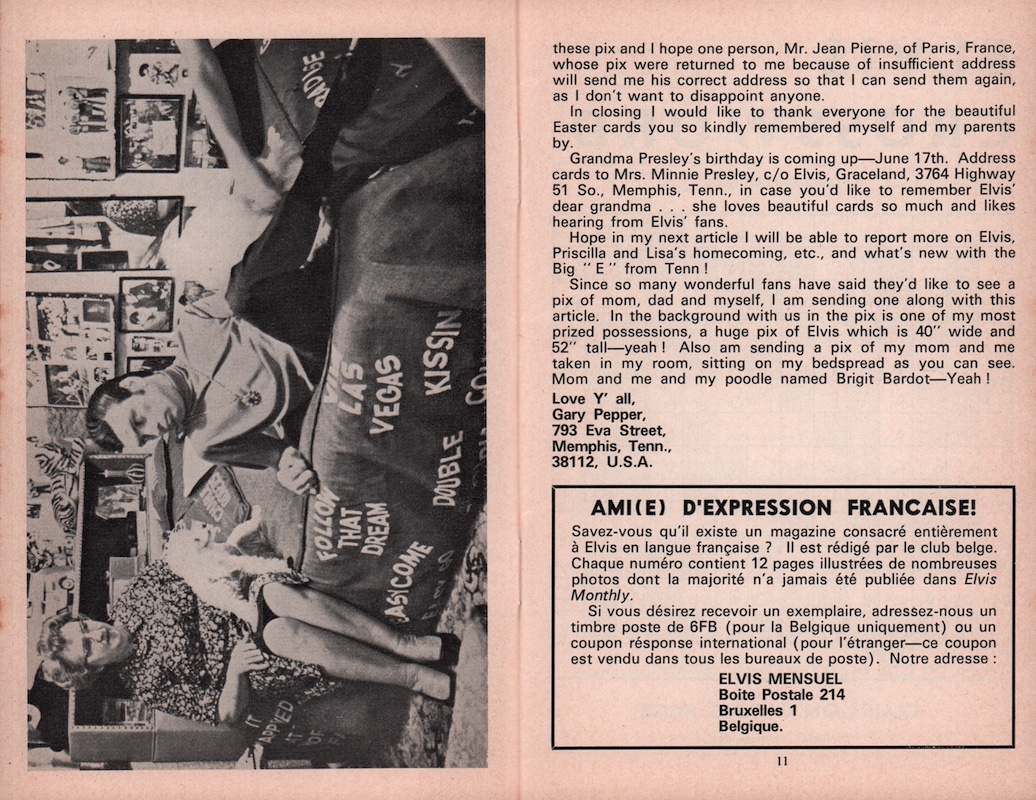 RADIE
LAS
VEGAS
KISSIN
DOUBLE
FOLLOW
THAT
DREAM
AS I COME
IT
APPIED
IT
OF
these pix and I hope one person, Mr. Jean Pierne, of Paris, France,
whose pix were returned to me because of insufficient address
will send me his correct address so that I can send them again,
as I don't want to disappoint anyone.
In closing I would like to thank everyone for the beautiful
Easter cards you so kindly remembered myself and my parents
by.
Grandma Presley's birthday is coming up—June 17th. Address
cards to Mrs. Minnie Presley, c/o Elvis, Graceland, 3764 Highway
51 So., Memphis, Tenn., in case you'd like to remember Elvis'
dear grandma . . . she loves beautiful cards so much and likes
hearing from Elvis' fans.
Hope in my next article I will be able to report more on Elvis,
Priscilla and Lisa's homecoming, etc., and what's new with the
Big "E" from Tenn!
Since so many wonderful fans have said they'd like to see a
pix of mom, dad and myself, I am sending one along with this
article. In the background with us in the pix is one of my most
prized possessions, a huge pix of Elvis which is 40" wide and
52" tall—yeah! Also am sending a pix of my mom and me
taken in my room, sitting on my bedspread as you can see.
Mom and me and my poodle named Brigit Bardot—Yeah!
Love Y' all,
Gary Pepper,
793 Eva Street,
Memphis, Tenn.,
38112, U.S.A.
AMI(E) D'EXPRESSION FRANCAISE!
Savez-vous qu'il existe un magazine consacré entièrement
à Elvis en langue française ? Il est rédigé par le club belge.
Chaque numéro contient 12 pages illustrées de nombreuses
photos dont la majorité n'a jamais été publiée dans Elvis
Monthly.
Si vous désirez recevoir un exemplaire, adressez-nous un
timbre poste de 6FB (pour la Belgique uniquement) ou un
coupon résponse international (pour l'étranger—ce coupon
est vendu dans tous les bureaux de poste). Notre adresse :
ELVIS MENSUEL
Boite Postale 214
Bruxelles 1
Belgique.
11